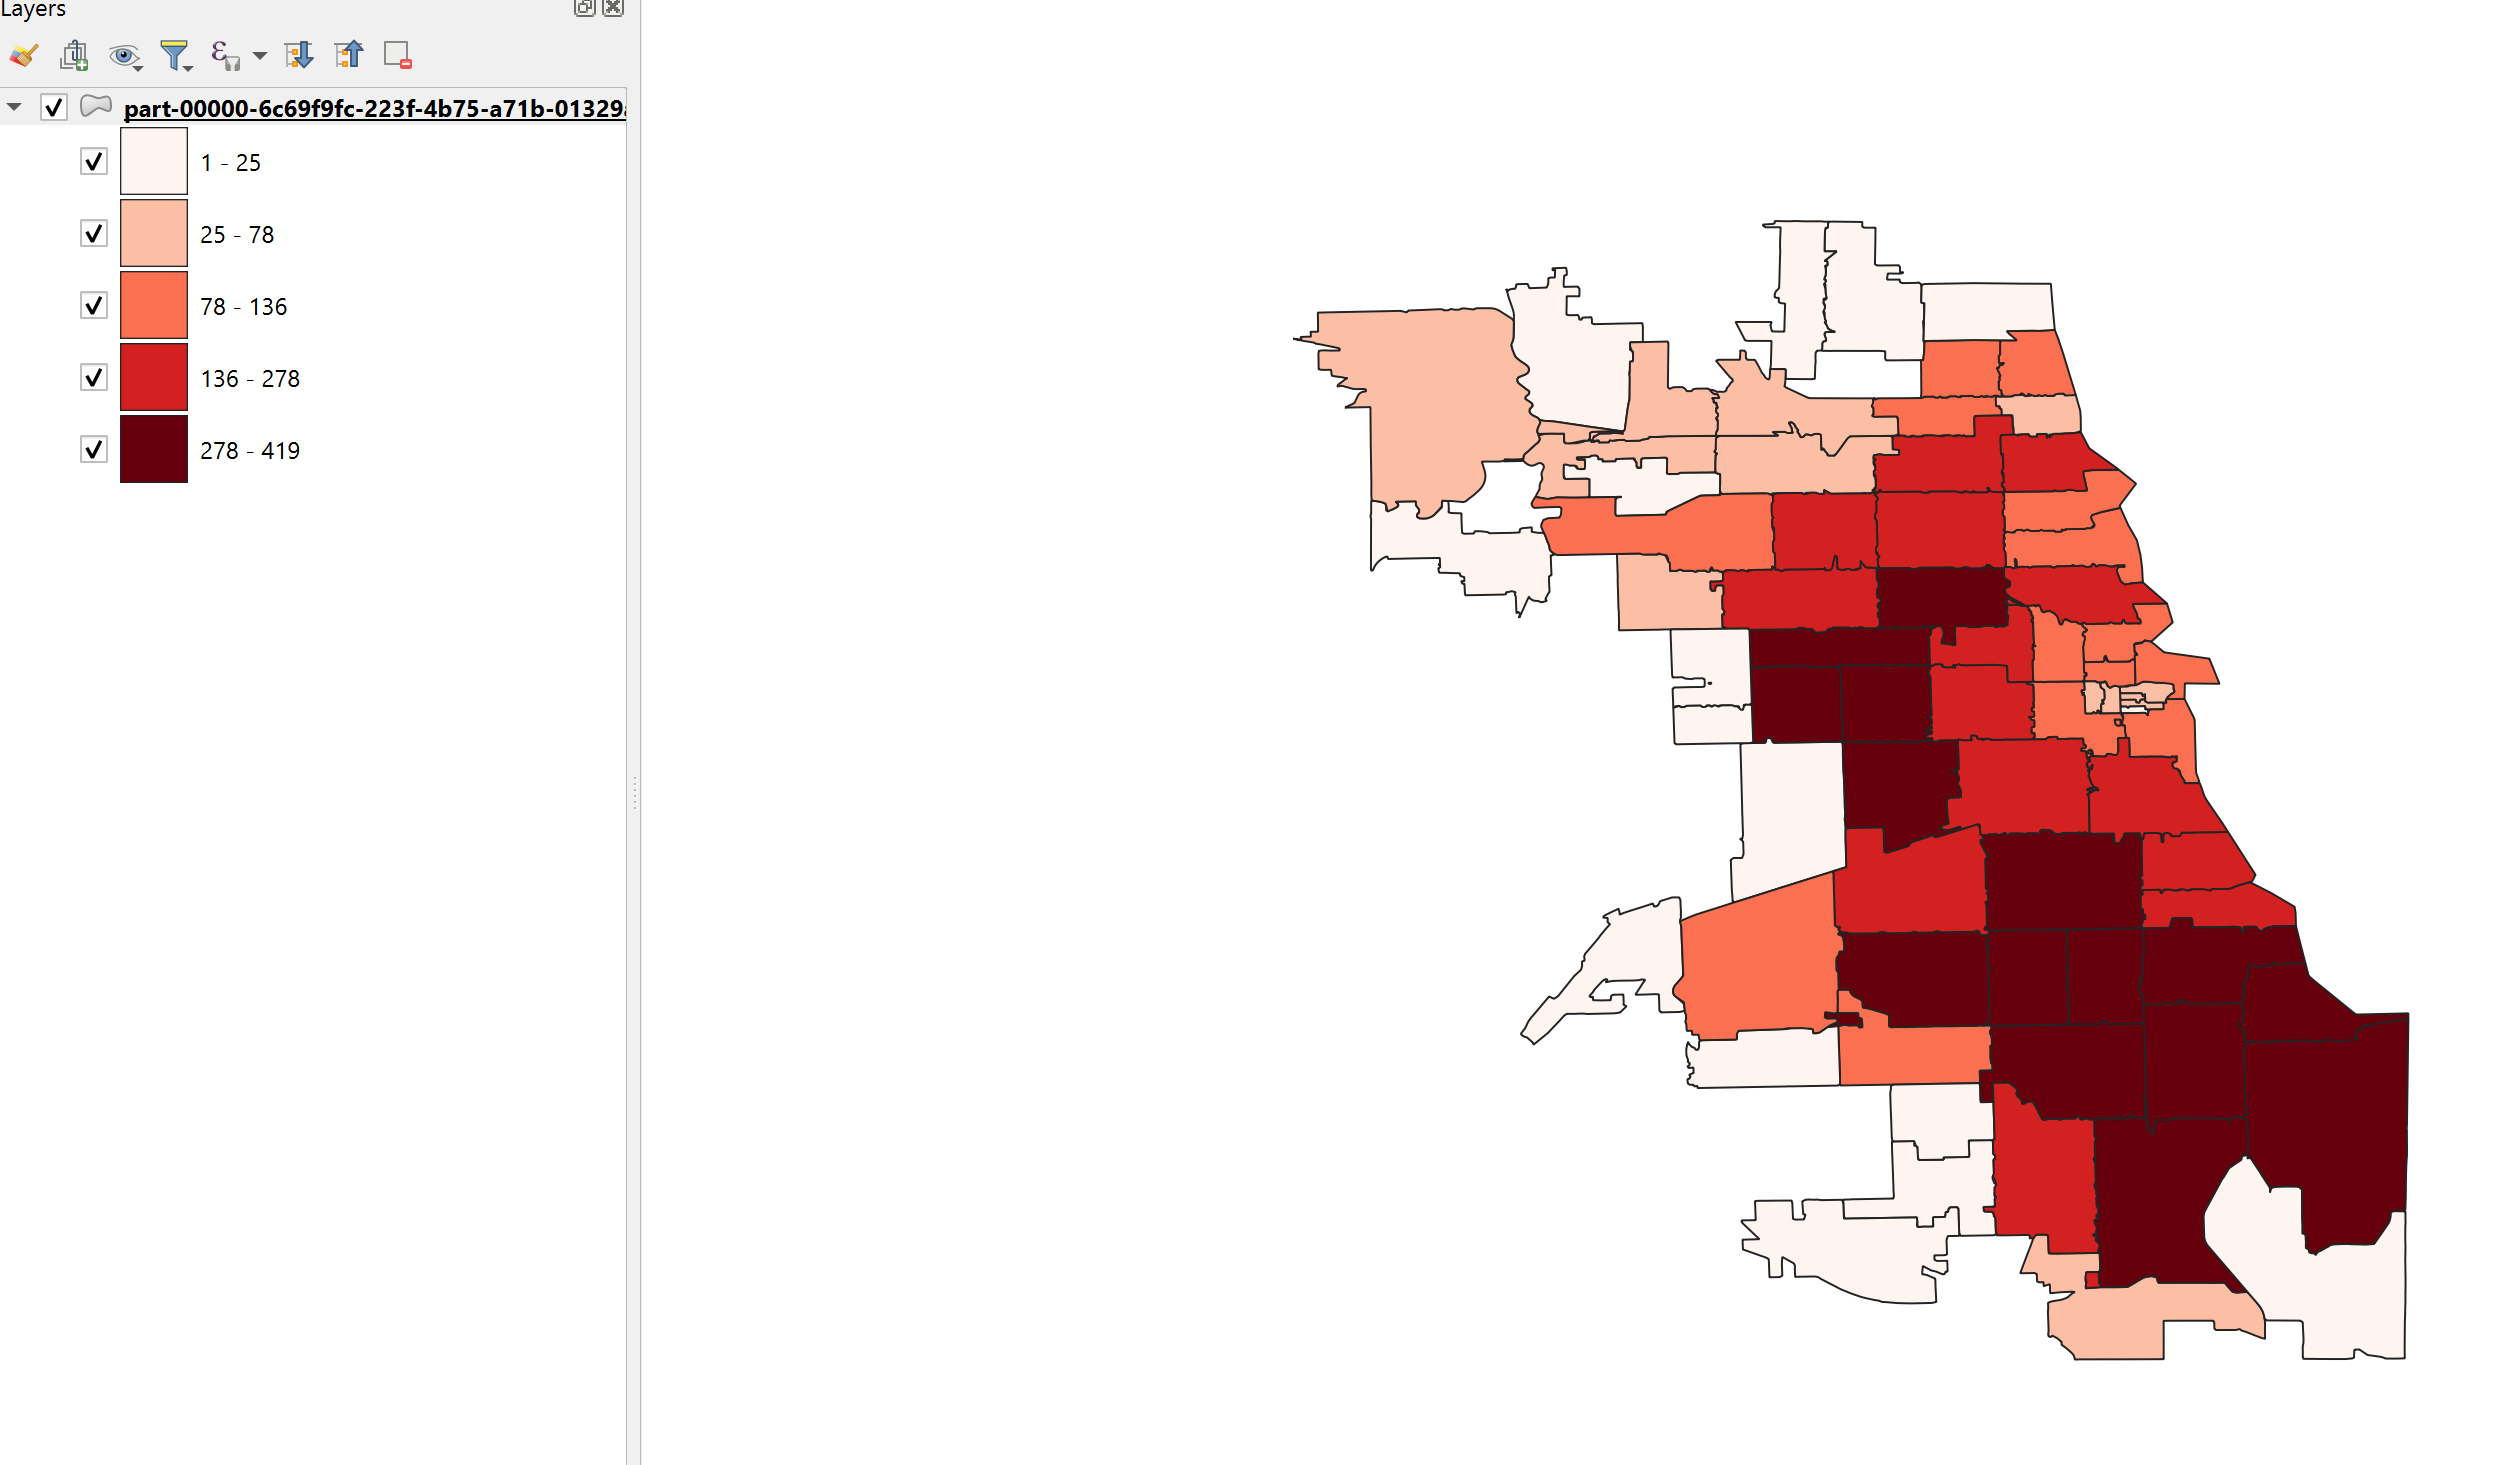 Layers
part-00000-6c69f9fc-223f-4b75-a71b-01329
1 - 25
25 - 78
78 - 136
136 - 278
278 - 419